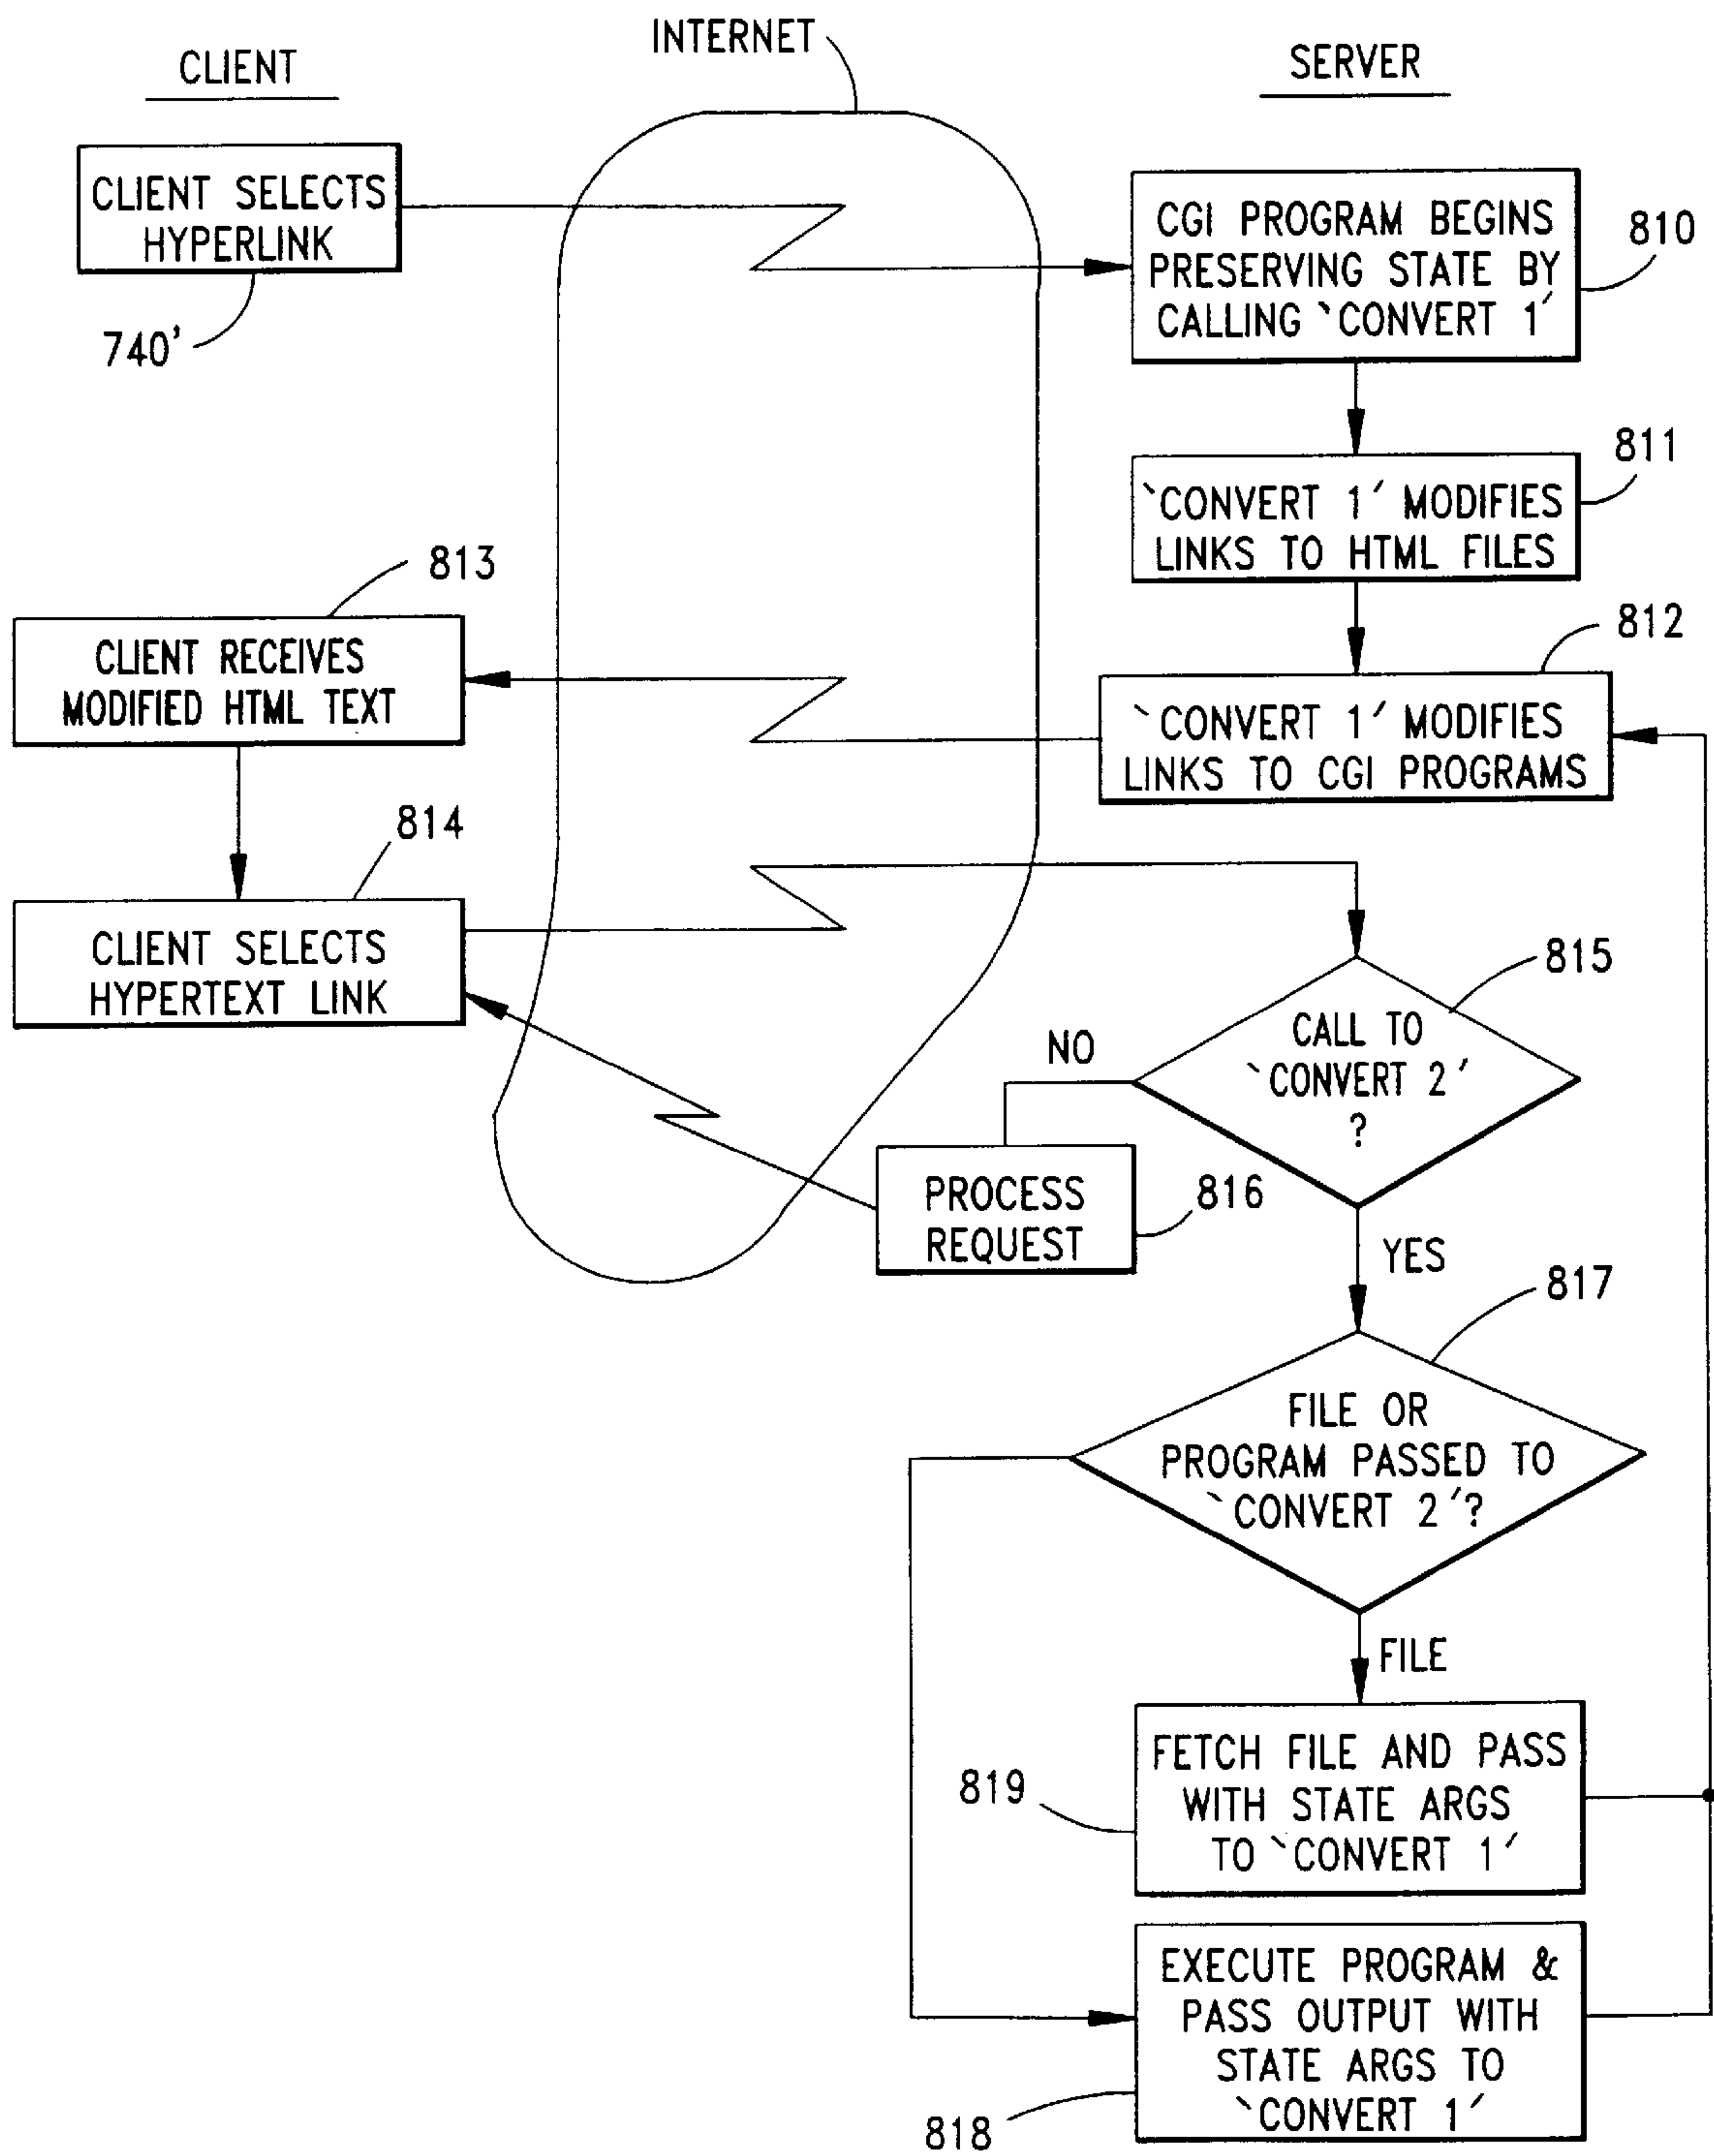 INTERNET
CLIENT
SERVER
CLIENT SELECTS
HYPERLINK
740'
CGI PROGRAM BEGINS
PRESERVING STATE BY
CALLING `CONVERT 1'
810
`CONVERT 1' MODIFIES
LINKS TO HTML FILES
811
813
CLIENT RECEIVES
MODIFIED HTML TEXT
812
`CONVERT 1' MODIFIES
LINKS TO CGI PROGRAMS
814
CLIENT SELECTS
HYPERTEXT LINK
815
CALL TO
`CONVERT 2'
?
NO
PROCESS
REQUEST
816
YES
817
FILE OR
PROGRAM PASSED TO
`CONVERT 2'?
FILE
FETCH FILE AND PASS
WITH STATE ARGS
TO `CONVERT 1'
819
EXECUTE PROGRAM &
PASS OUTPUT WITH
STATE ARGS TO
`CONVERT 1'
818